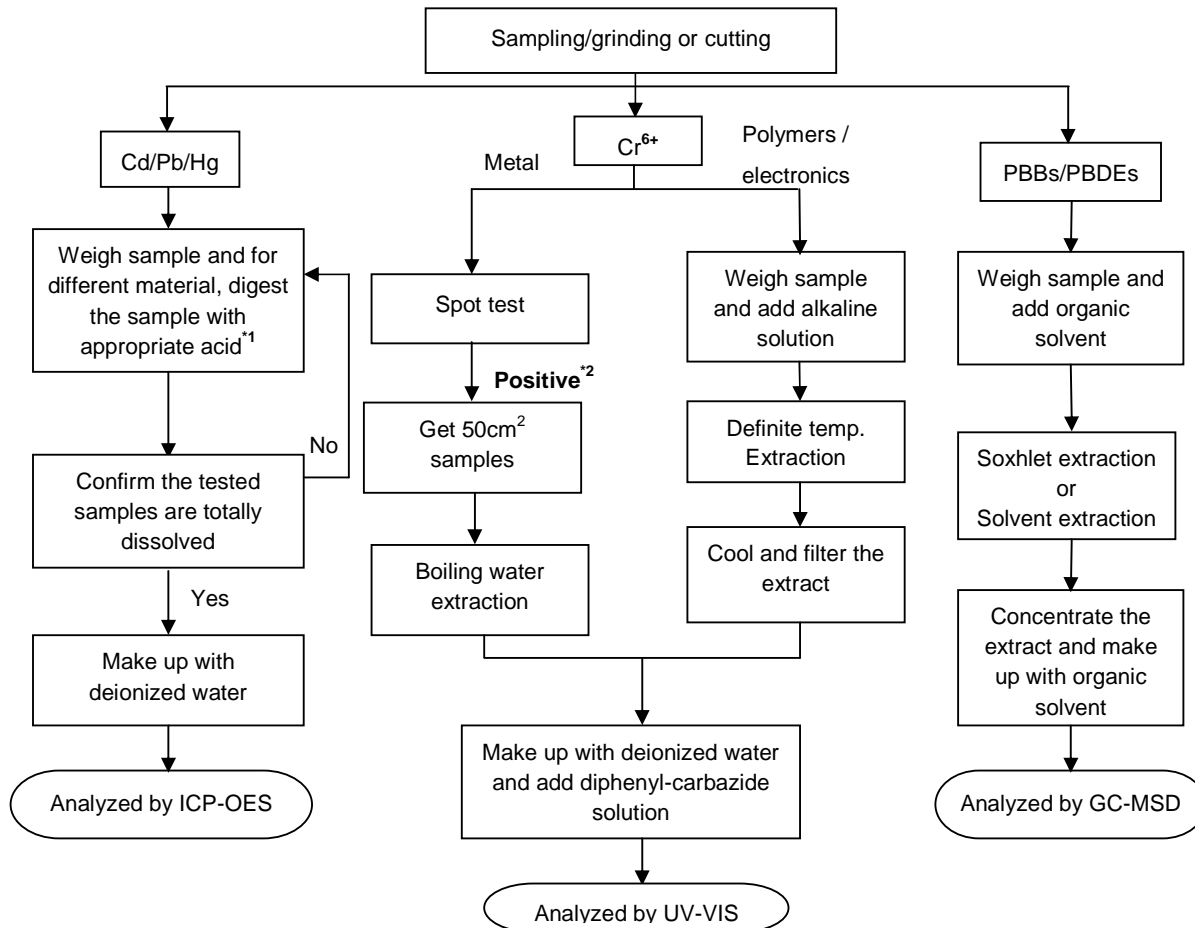 Sampling/grinding or cutting
Cd/Pb/Hg
Weigh sample and for
different material, digest
the sample with
appropriate acid*1
No
Confirm the tested
samples are totally
dissolved
Yes
Make up with
deionized water
Analyzed by ICP-OES
Cr6+
Metal
Spot test
Positive*2
Get 50cm2
samples
Boiling water
extraction
Polymers /
electronics
Weigh sample
and add alkaline
solution
Definite temp.
Extraction
Cool and filter the
extract
Make up with deionized water
and add diphenyl-carbazide
solution
Analyzed by UV-VIS
PBBs/PBDEs
Weigh sample and
add organic
solvent
Soxhlet extraction
or
Solvent extraction
Concentrate the
extract and make
up with organic
solvent
Analyzed by GC-MSD